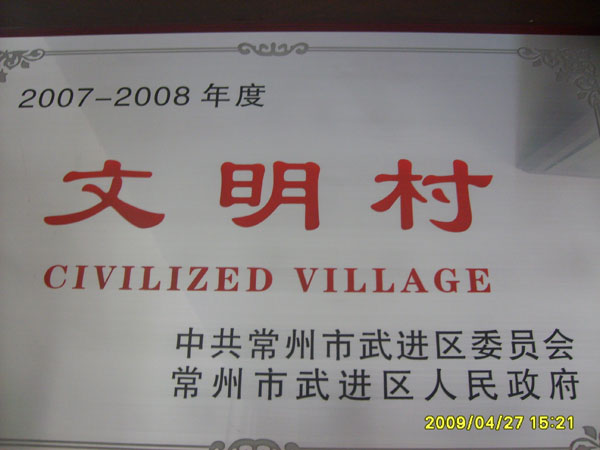 2007-2008 年度
文明村
CIVILIZED VILLAGE
中共常州市武进区委员会
常州市武进区人民政府
2009/04/27 15:21